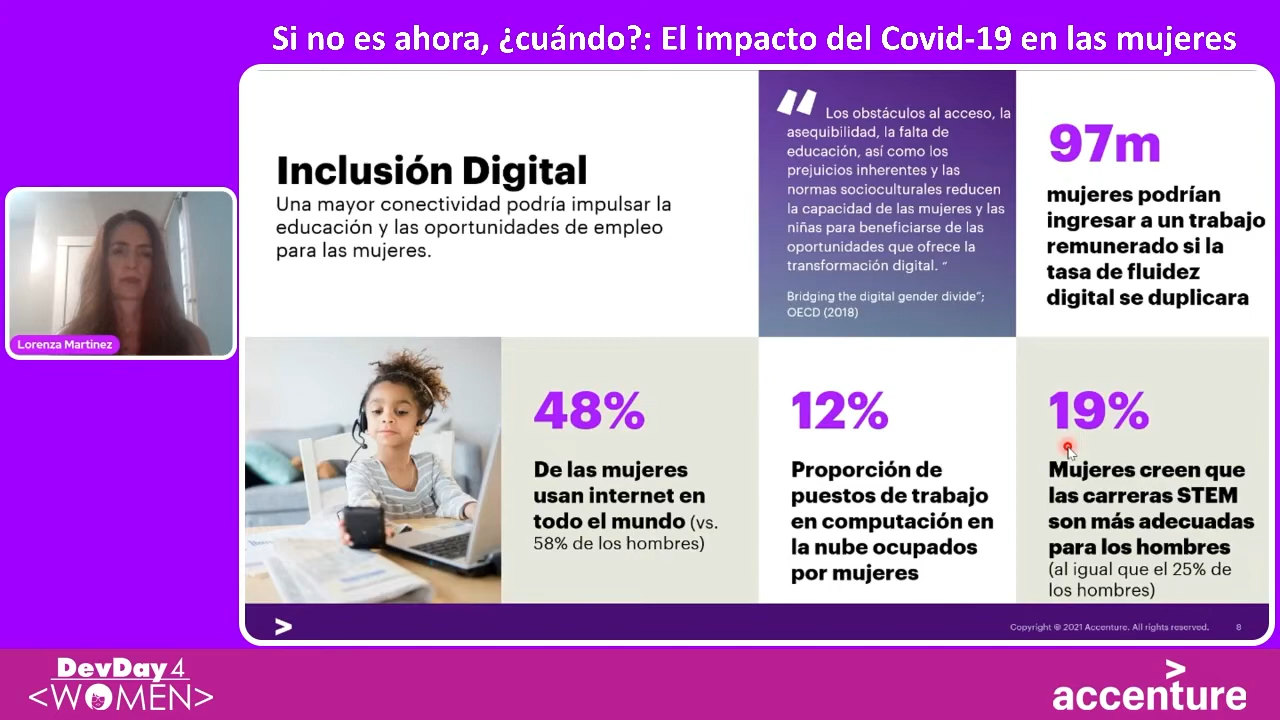 Si no es ahora, ¿cuándo?: El impacto del Covid-19 en las mujeres
Lorenza Martinez
Inclusión Digital
Una mayor conectividad podría impulsar la
educación y las oportunidades de empleo
para las mujeres.
“ Los obstáculos al acceso, la
asequibilidad, la falta de
educación, así como los
prejuicios inherentes y las
normas socioculturales reducen
la capacidad de las mujeres y las
niñas para beneficiarse de las
oportunidades que ofrece la
transformación digital. “
Bridging the digital gender divide”;
OECD (2018)
97m
mujeres podrían
ingresar a un trabajo
remunerado si la
tasa de fluidez
digital se duplicara
48%
De las mujeres
usan internet en
todo el mundo (vs.
58% de los hombres)
12%
Proporción de
puestos de trabajo
en computación en
la nube ocupados
por mujeres
19%
Mujeres creen que
las carreras STEM
son más adecuadas
para los hombres
(al igual que el 25% de
los hombres)
Copyright © 2021 Accenture. All rights reserved. 8
DevDay4
<WOMEN>
accenture